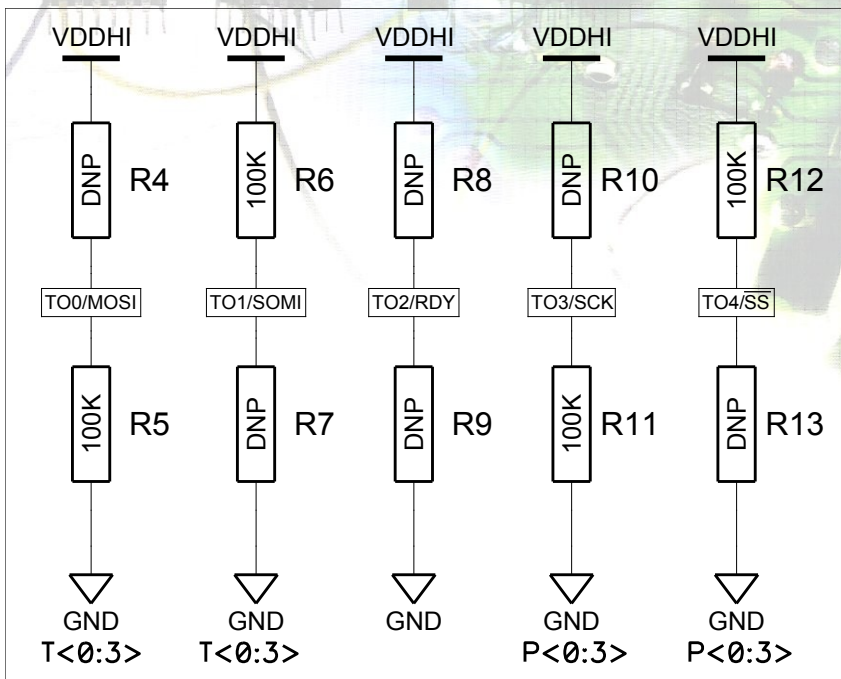 VDDHI VDDHI VDDHI VDDHI VDDHI
DNP R4 100K R6 DNP R8 DNP R10 100K R12
TO0/MOSI TO1/SOMI TO2/RDY TO3/SCK TO4/SS
100K R5 DNP R7 DNP R9 100K R11 DNP R13
GND GND GND GND GND
T<0:3> T<0:3> P<0:3> P<0:3>